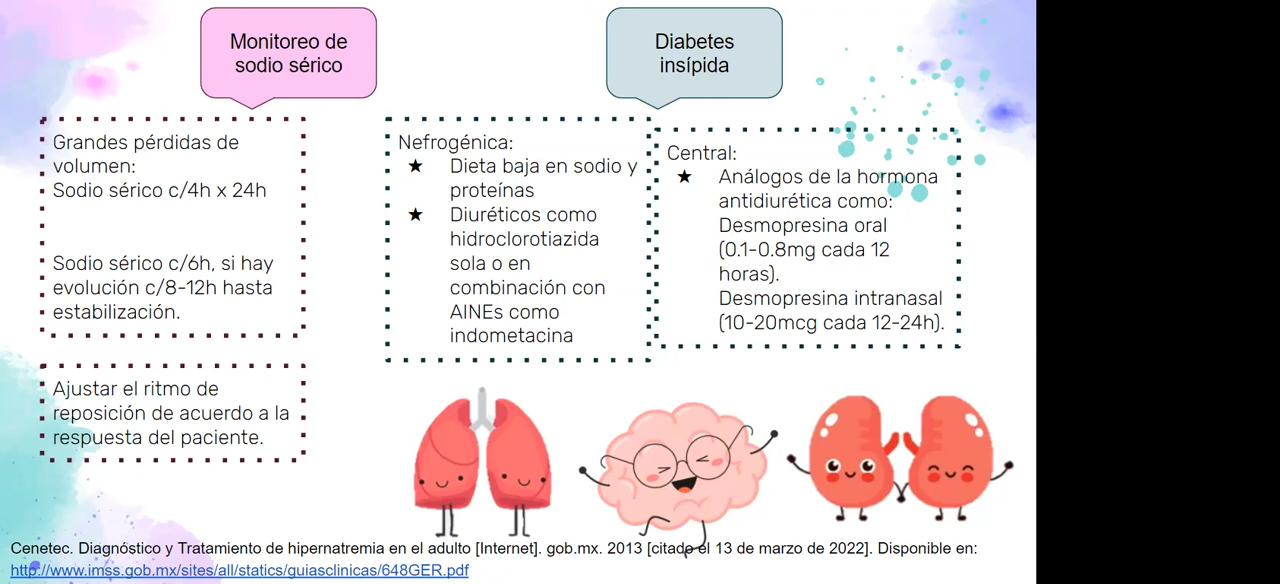 Monitoreo de
sodio sérico
Grandes pérdidas de
volumen:
Sodio sérico c/4h x 24h
Sodio sérico c/6h, si hay
evolución c/8-12h hasta
estabilización.
Ajustar el ritmo de
reposición de acuerdo a la
respuesta del paciente.
Diabetes
insípida
Nefrogénica:
★ Dieta baja en sodio y
proteínas
★ Diuréticos como
hidroclorotiazida
sola o en
combinación con
AINEs como
indometacina
Central:
★ Análogos de la hormona
antidiurética como:
Desmopresina oral
(0.1-0.8mg cada 12
horas).
Desmopresina intranasal
(10-20mcg cada 12-24h).
Cenetec. Diagnóstico y Tratamiento de hipernatremia en el adulto [Internet]. gob.mx. 2013 [citado el 13 de marzo de 2022]. Disponible en:
http://www.imss.gob.mx/sites/all/statics/guiasclinicas/648GER.pdf